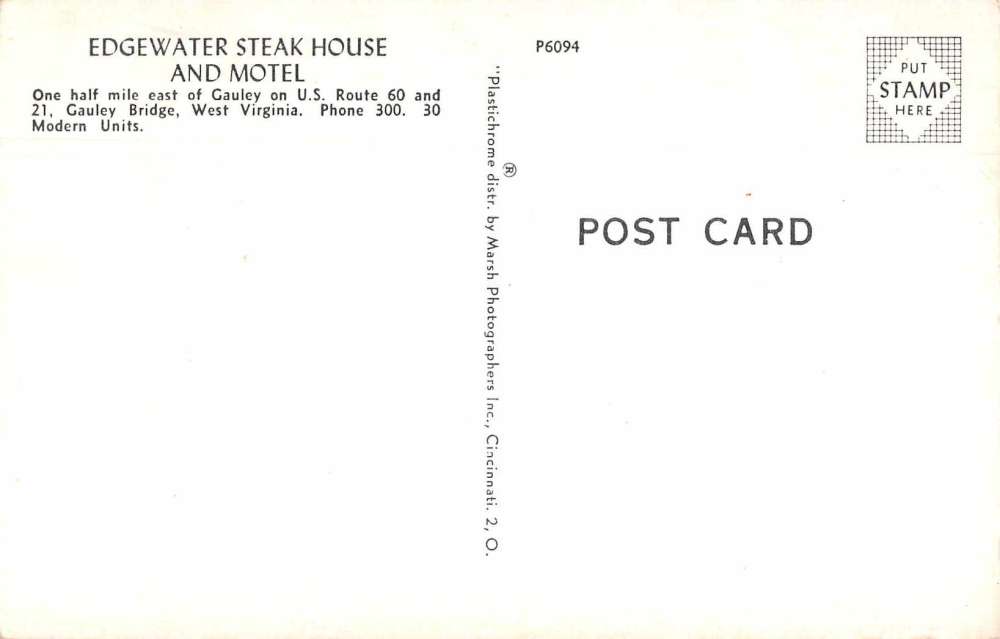 EDGEWATER STEAK HOUSE
AND MOTEL
One half mile east of Gauley on U.S. Route 60 and
21, Gauley Bridge, West Virginia. Phone 300. 30
Modern Units.
"Plastichrome distr. by Marsh Photographers Inc., Cincinnati. 2, O.
®
P6094
PUT
STAMP
HERE
POST CARD